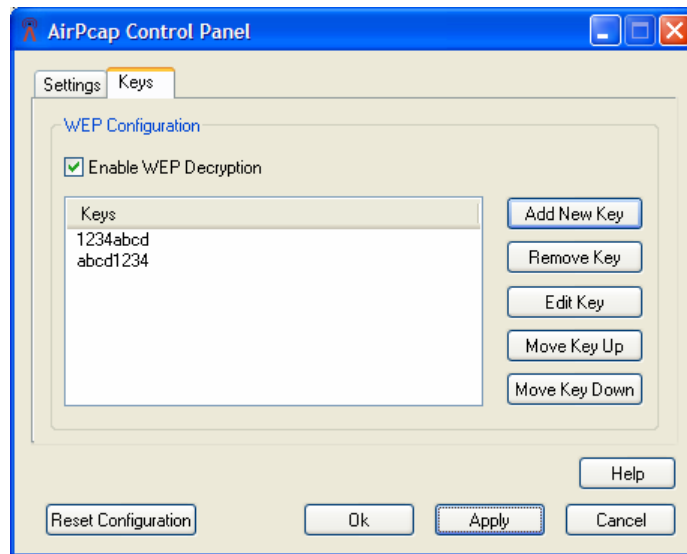 AirPcap Control Panel
Settings Keys
WEP Configuration
Enable WEP Decryption
Keys
1234abcd
abcd1234
Add New Key
Remove Key
Edit Key
Move Key Up
Move Key Down
Help
Reset Configuration Ok Apply Cancel